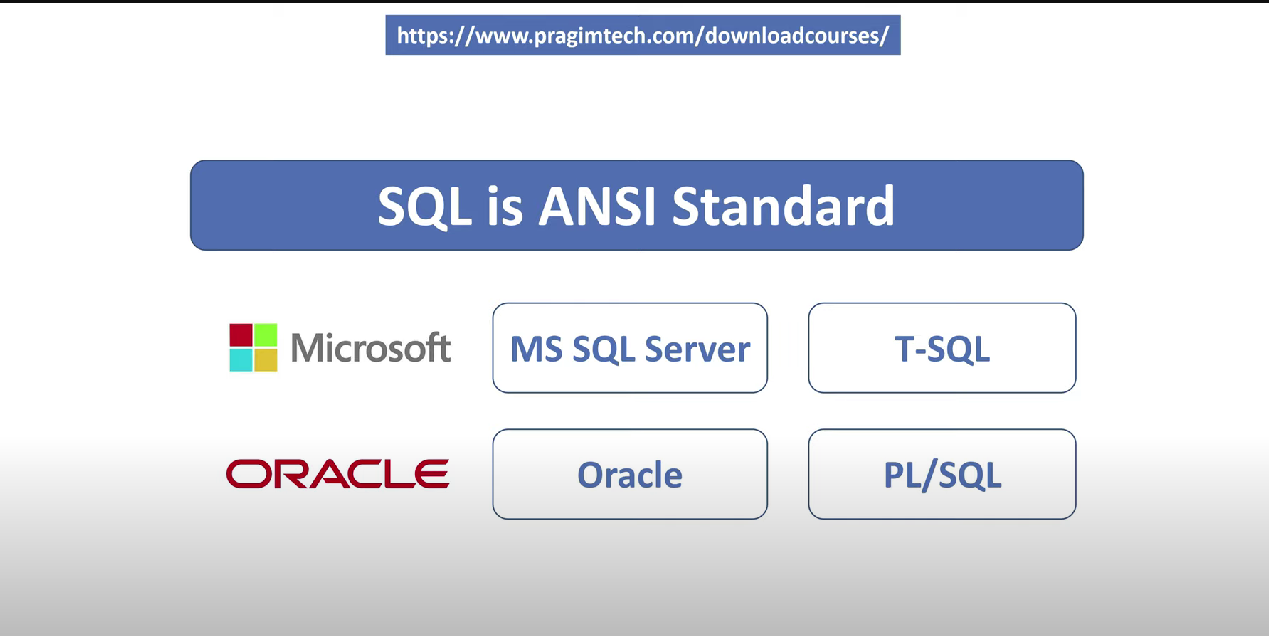 https://www.pragimtech.com/downloadcourses/
SQL is ANSI Standard
Microsoft MS SQL Server T-SQL
ORACLE Oracle PL/SQL